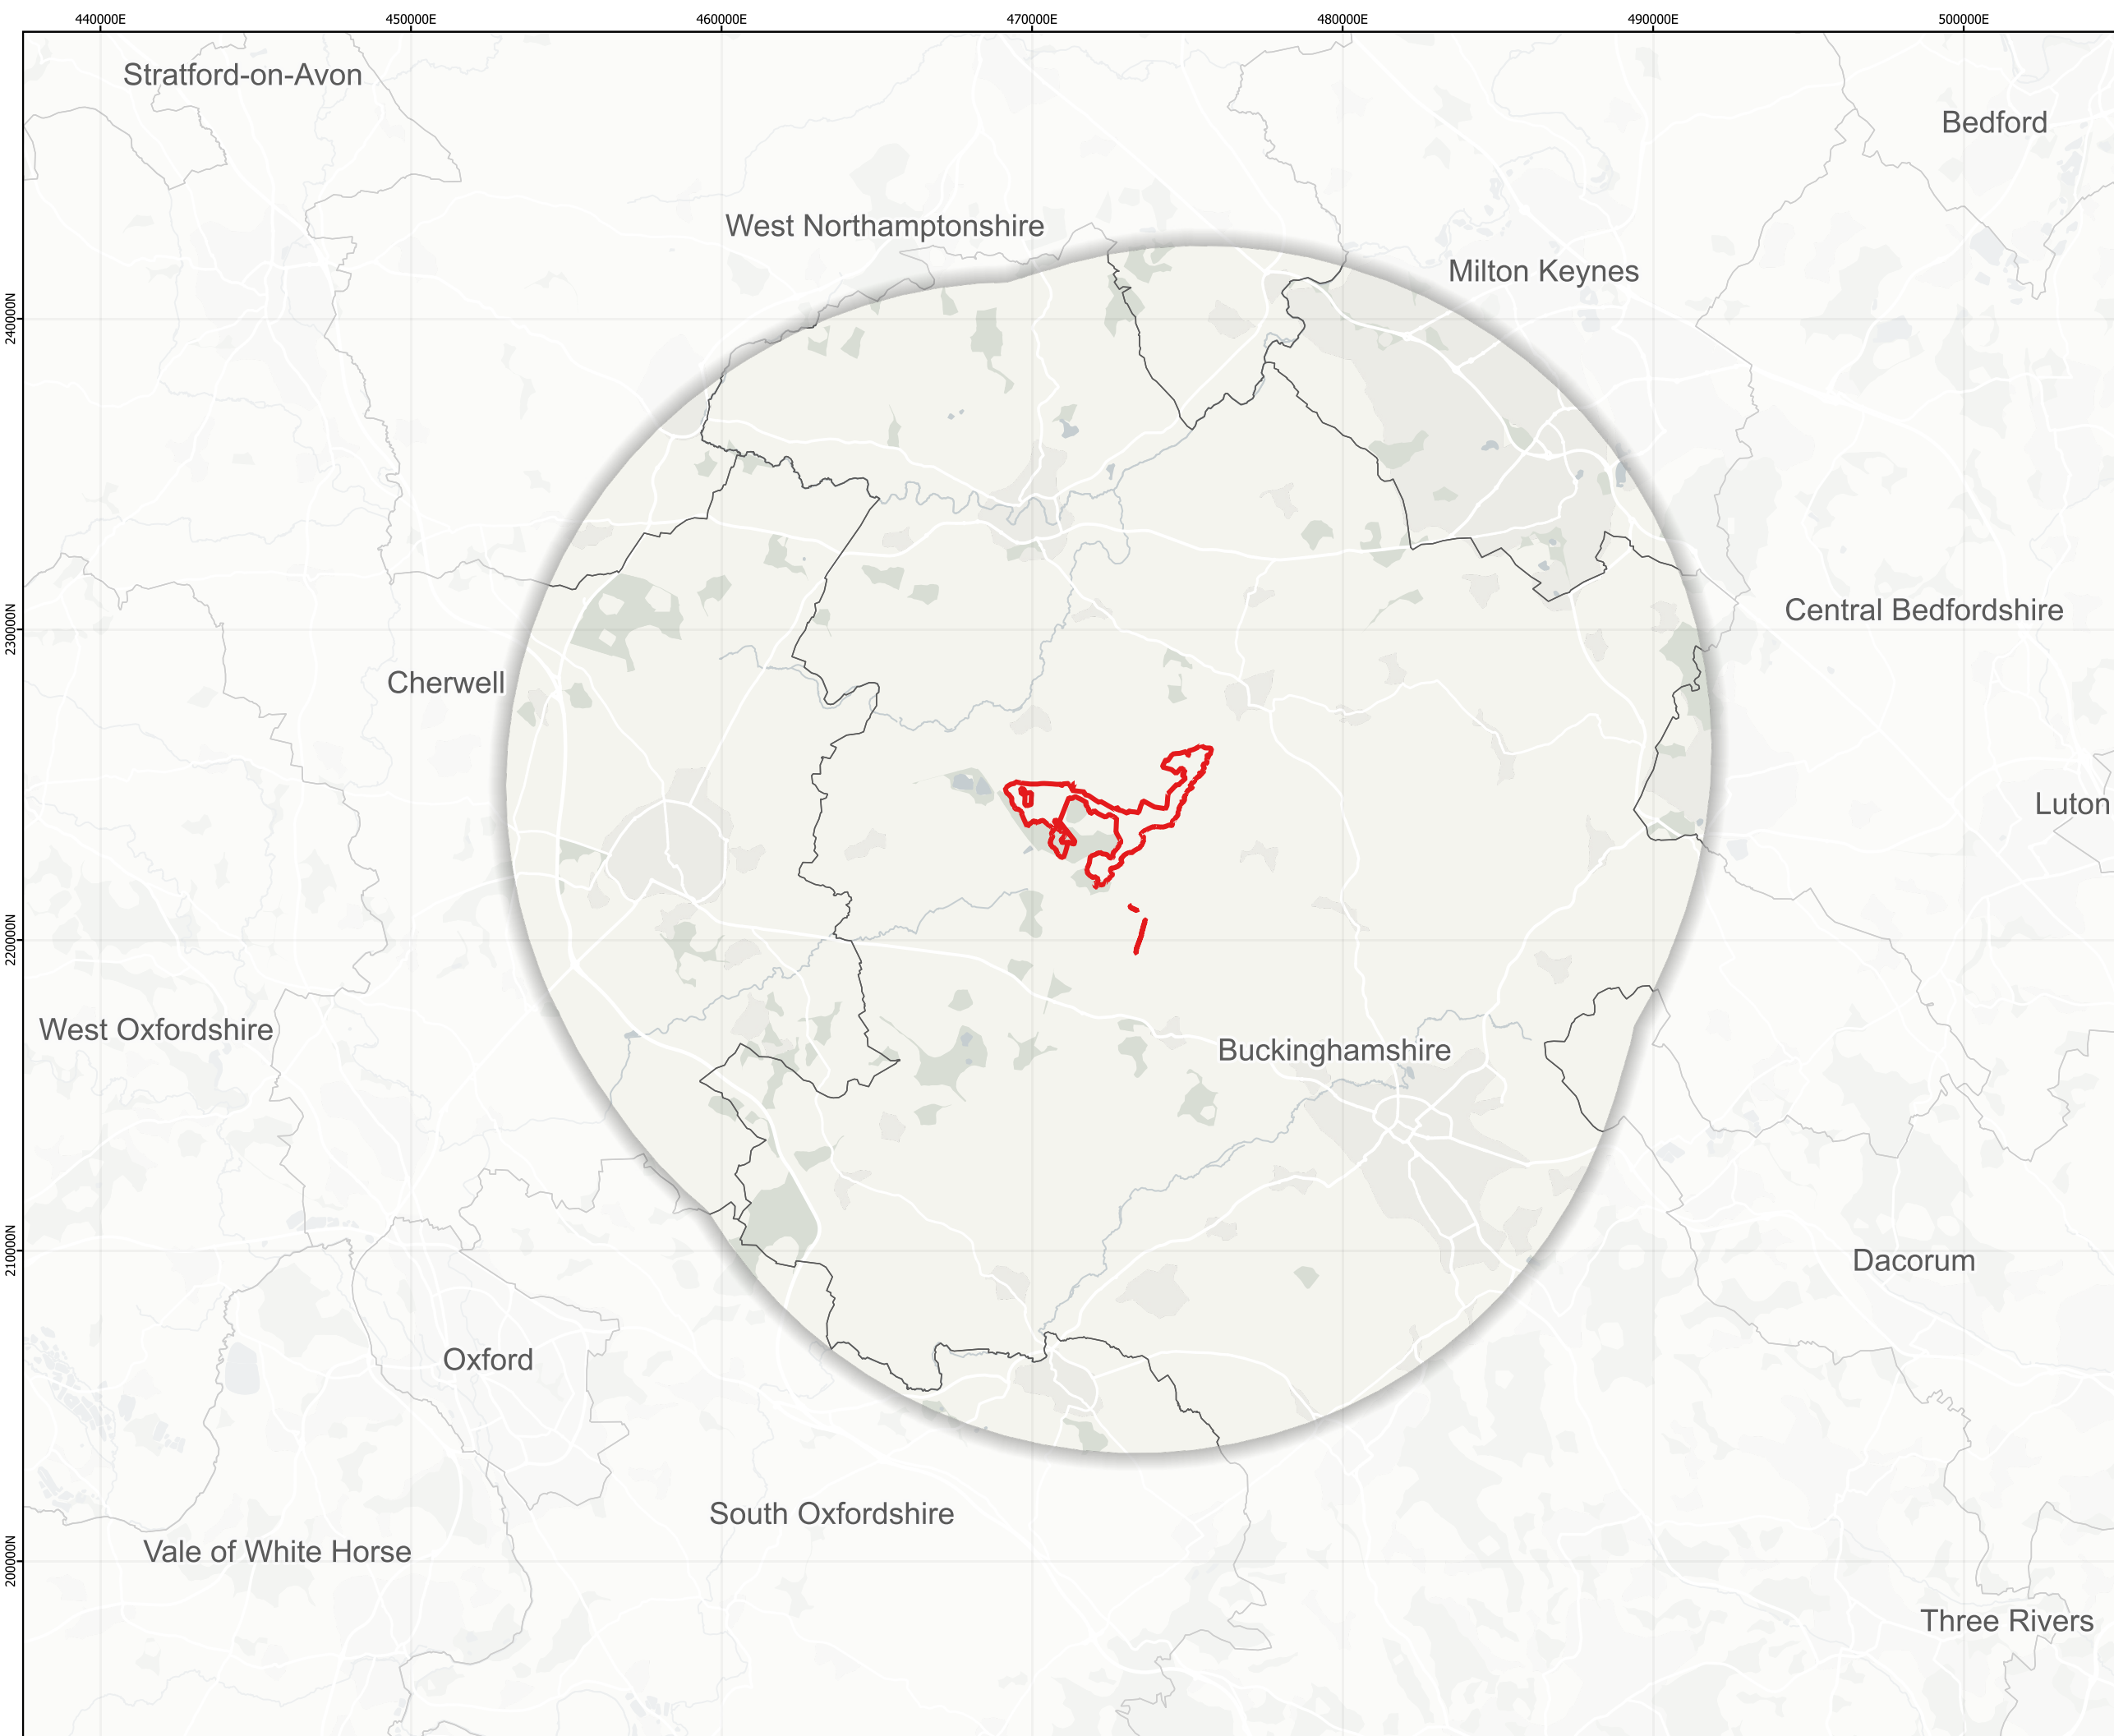 440000E 450000E 460000E 470000E 480000E 490000E 500000E
Stratford-on-Avon
Bedford
West Northamptonshire
Milton Keynes
240000N
Central Bedfordshire
230000N
Cherwell
Luton
220000N
West Oxfordshire
Buckinghamshire
210000N
Dacorum
Oxford
South Oxfordshire
Vale of White Horse
200000N
Three Rivers